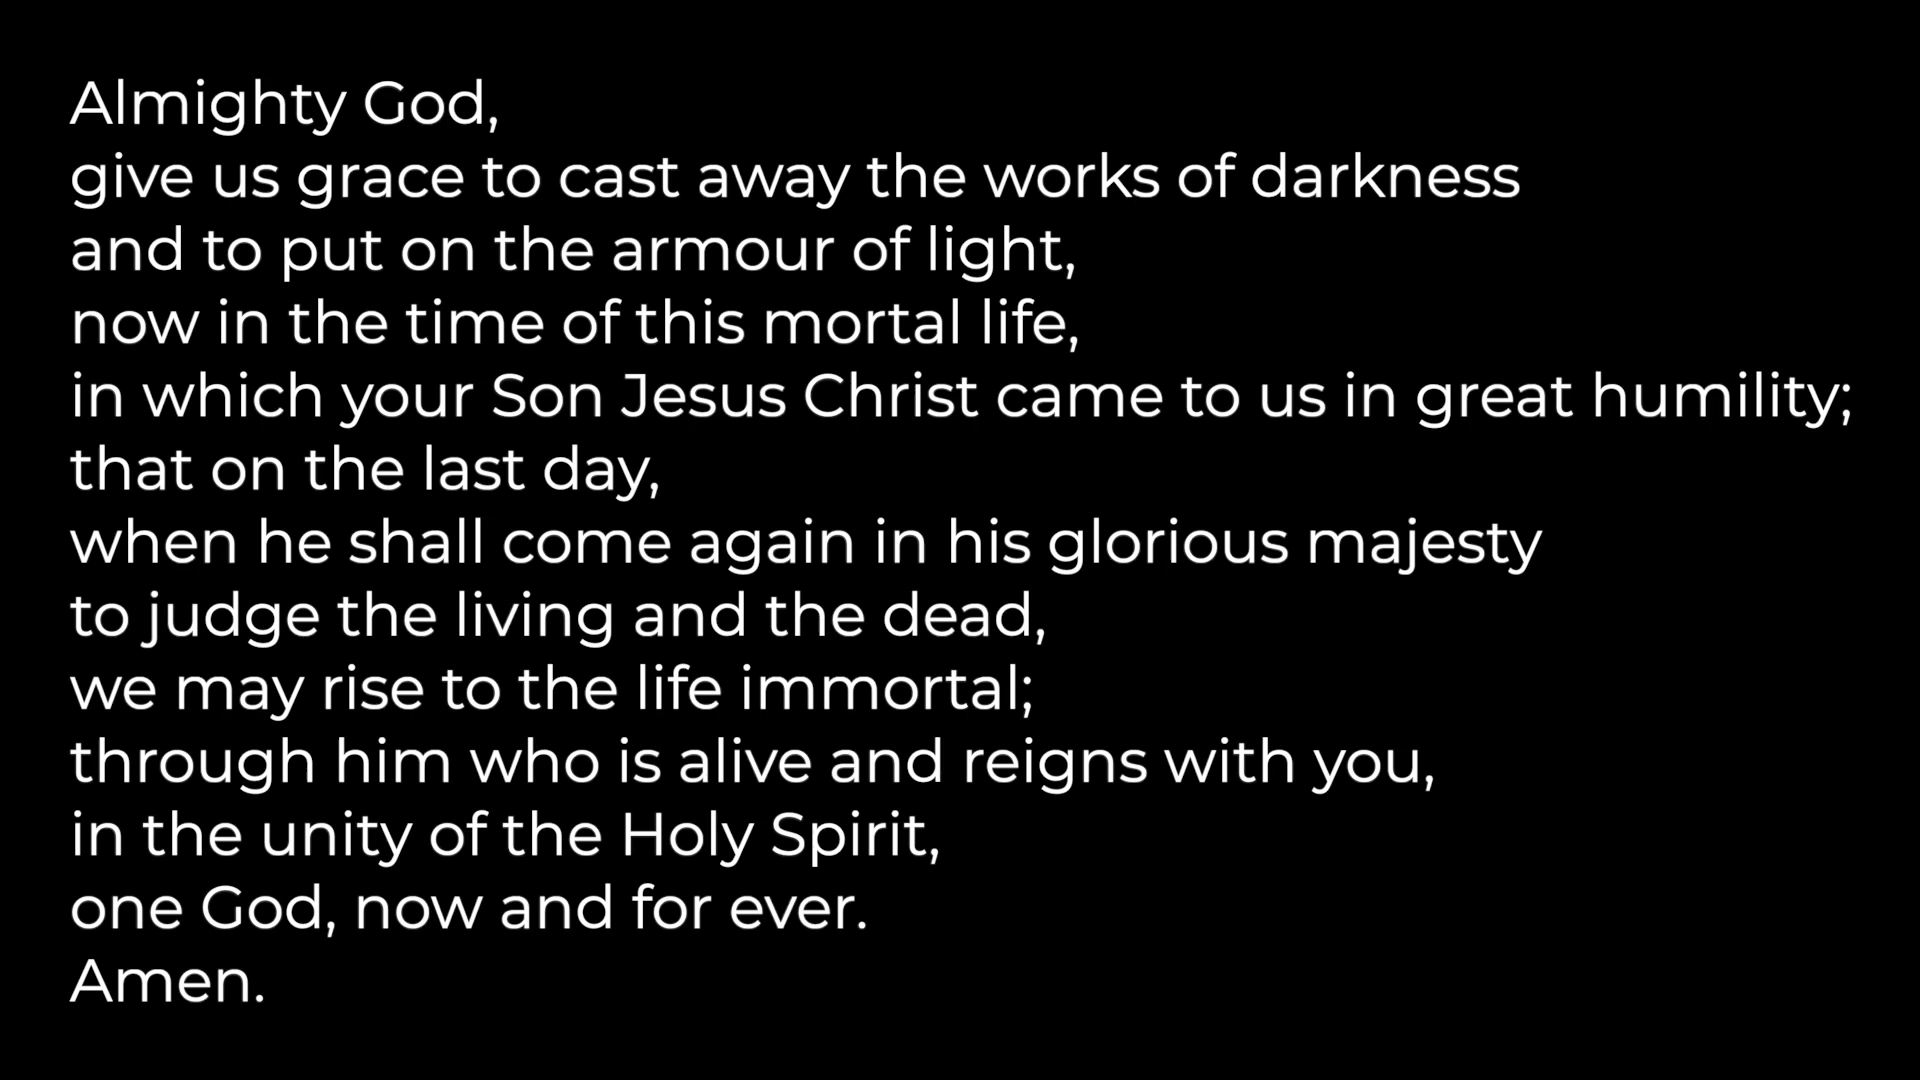 Almighty God,
give us grace to cast away the works of darkness
and to put on the armour of light,
now in the time of this mortal life,
in which your Son Jesus Christ came to us in great humility;
that on the last day,
when he shall come again in his glorious majesty
to judge the living and the dead,
we may rise to the life immortal;
through him who is alive and reigns with you,
in the unity of the Holy Spirit,
one God, now and for ever.
Amen.